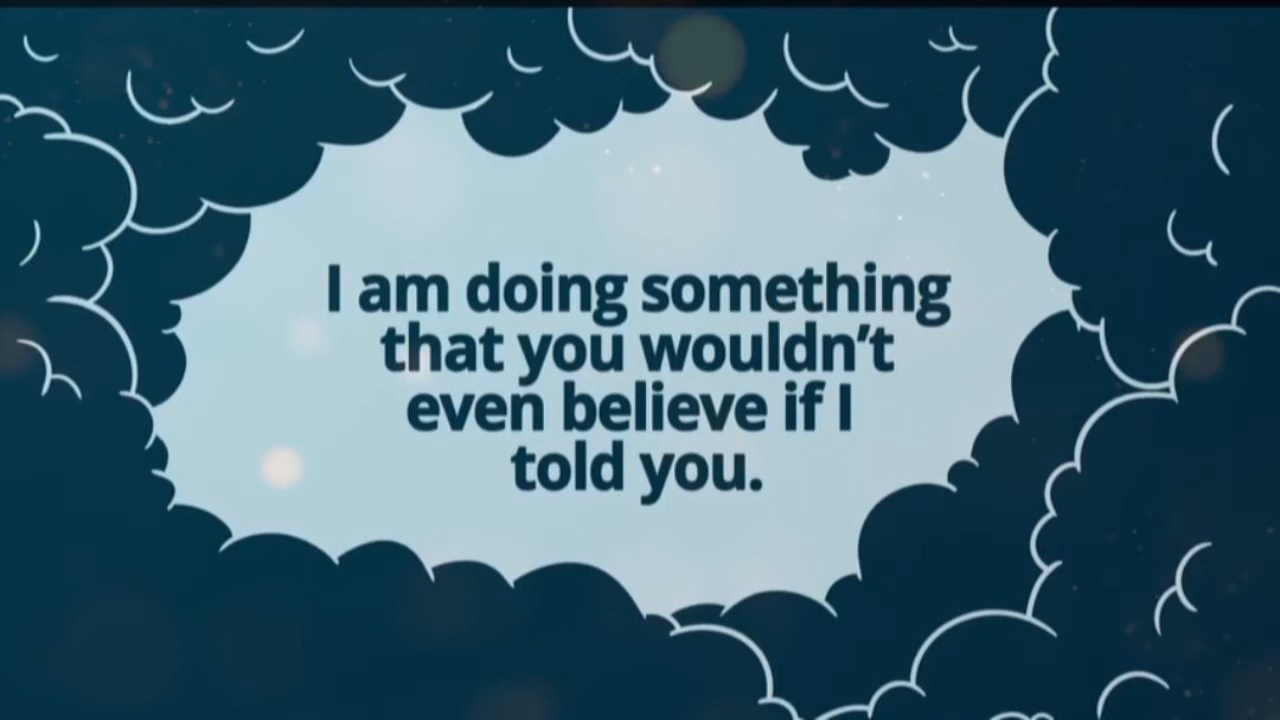 I am doing something
that you wouldn’t
even believe if I
told you.